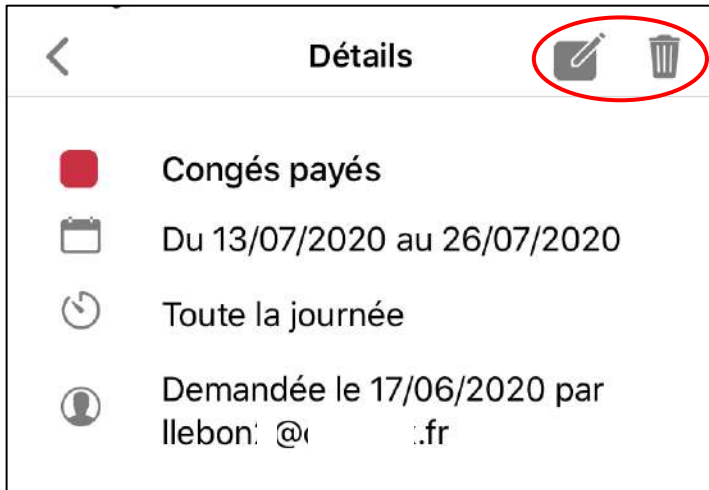 Détails
Congés payés
Du 13/07/2020 au 26/07/2020
Toute la journée
Demandée le 17/06/2020 par
.fr